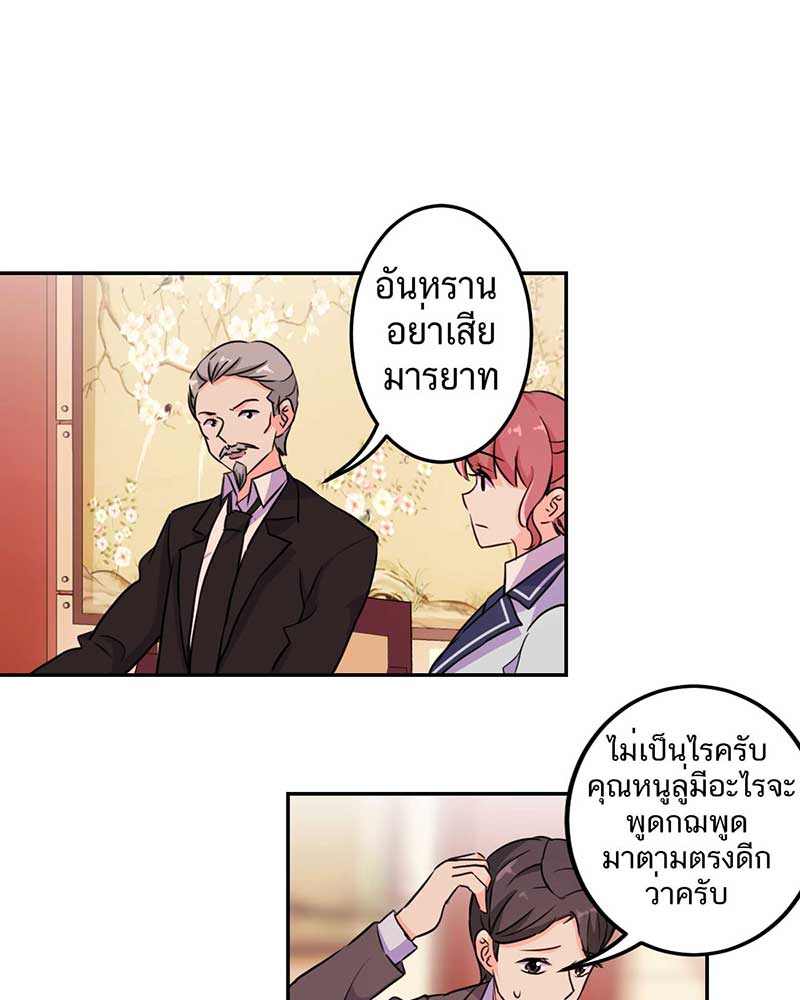 อันหราน
อย่าเสีย
มารยาท
ไม่เป็นไรครับ
คุณหนูลู่มีอะไรจะ
พูดกฌพูด
มาตามตรงดีก
ว่าครับ